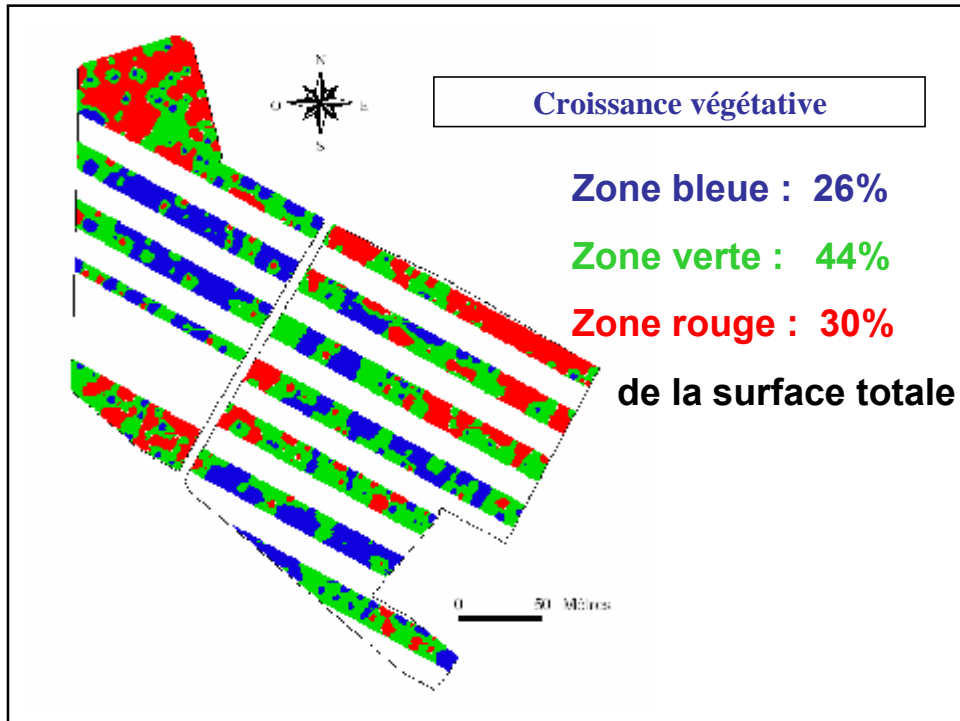 N
O E
S
Croissance végétative
Zone bleue : 26%
Zone verte : 44%
Zone rouge : 30%
de la surface totale
0 50 Mètres